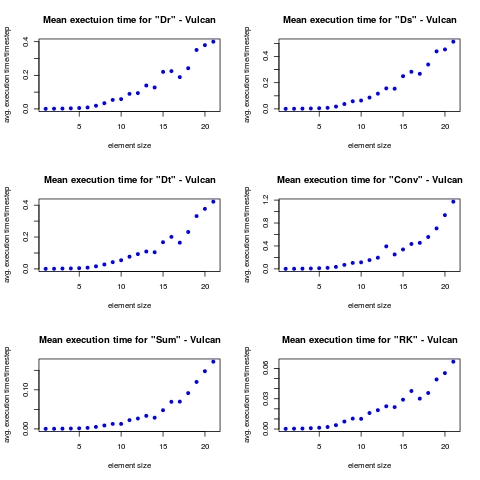 Mean exectuion time for "Dr" - Vulcan
avg. execution time/timestep
0.0 0.2 0.4
5 10 15 20
element size
Mean exectuion time for "Ds" - Vulcan
avg. execution time/timestep
0.0 0.2 0.4
5 10 15 20
element size
Mean execution time for "Dt" - Vulcan
avg. execution time/timestep
0.0 0.2 0.4
5 10 15 20
element size
Mean execution time for "Conv" - Vulcan
avg. execution time/timestep
0.0 0.4 0.8 1.2
5 10 15 20
element size
Mean execution time for "Sum" - Vulcan
avg. execution time/timestep
0.00 0.10
5 10 15 20
element size
Mean execution time for "RK" - Vulcan
avg. execution time/timestep
0.00 0.03 0.06
5 10 15 20
element size